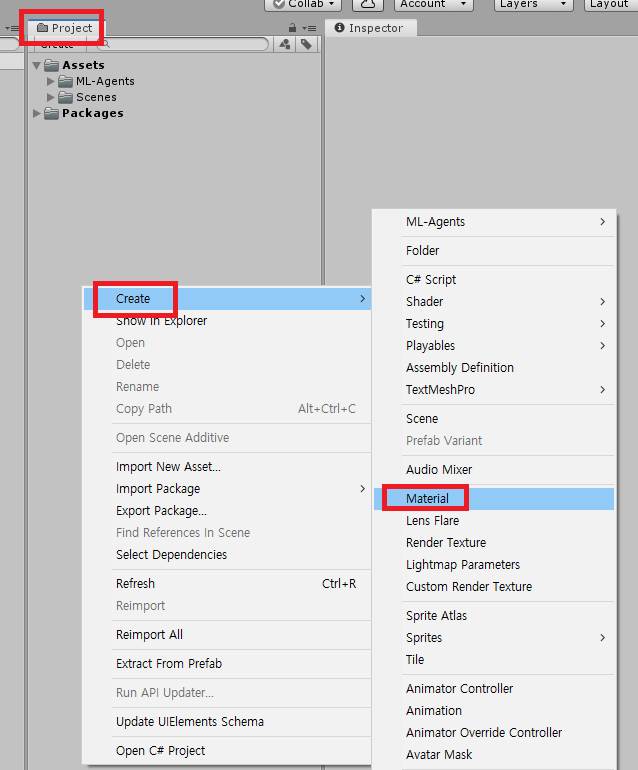 Collab
Account
Layers
Layout
Project
Inspector
Create
Assets
ML-Agents
Scenes
Packages
Create
Show in Explorer
Open
Delete
Rename
Copy Path Alt+Ctrl+C
Open Scene Additive
Import New Asset...
Import Package
Export Package...
Find References In Scene
Select Dependencies
Refresh Ctrl+R
Reimport
Reimport All
Extract From Prefab
Run API Updater...
Update UIElements Schema
Open C# Project
ML-Agents
Folder
C# Script
Shader
Testing
Playables
Assembly Definition
TextMeshPro
Scene
Prefab Variant
Audio Mixer
Material
Lens Flare
Render Texture
Lightmap Parameters
Custom Render Texture
Sprite Atlas
Sprites
Tile
Animator Controller
Animation
Animator Override Controller
Avatar Mask